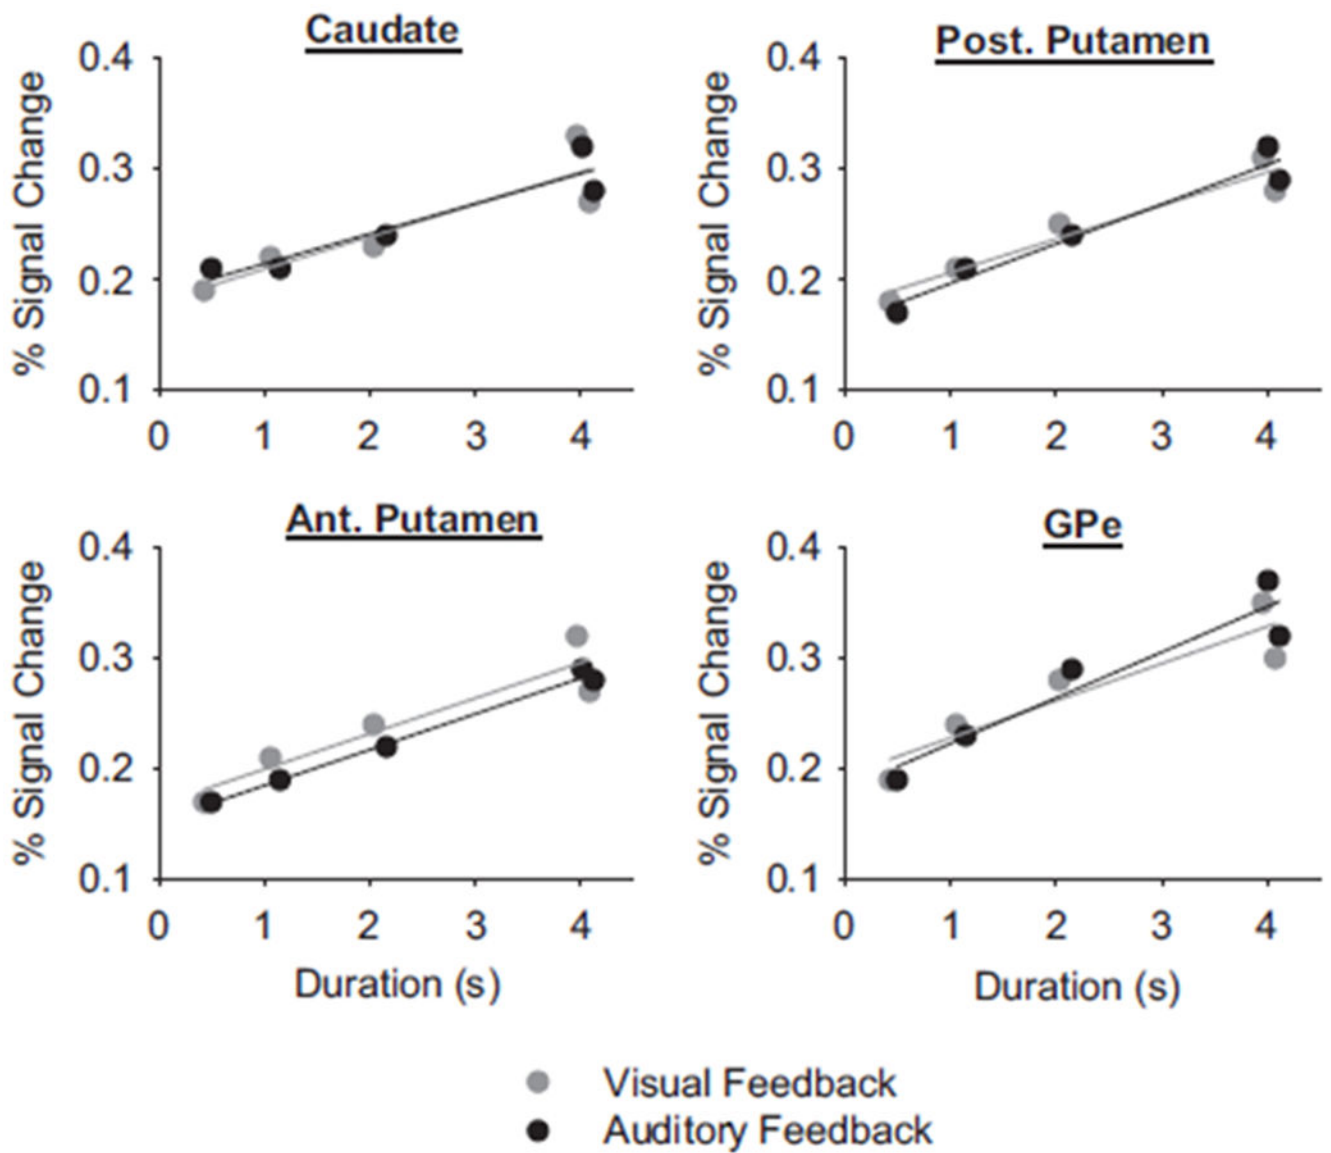 Caudate
% Signal Change
0.4
0.3
0.2
0.1
0 1 2 3 4
Post. Putamen
% Signal Change
0.4
0.3
0.2
0.1
0 1 2 3 4
Ant. Putamen
% Signal Change
0.4
0.3
0.2
0.1
0 1 2 3 4
Duration (s)
GPe
% Signal Change
0.4
0.3
0.2
0.1
0 1 2 3 4
Duration (s)
Visual Feedback
Auditory Feedback